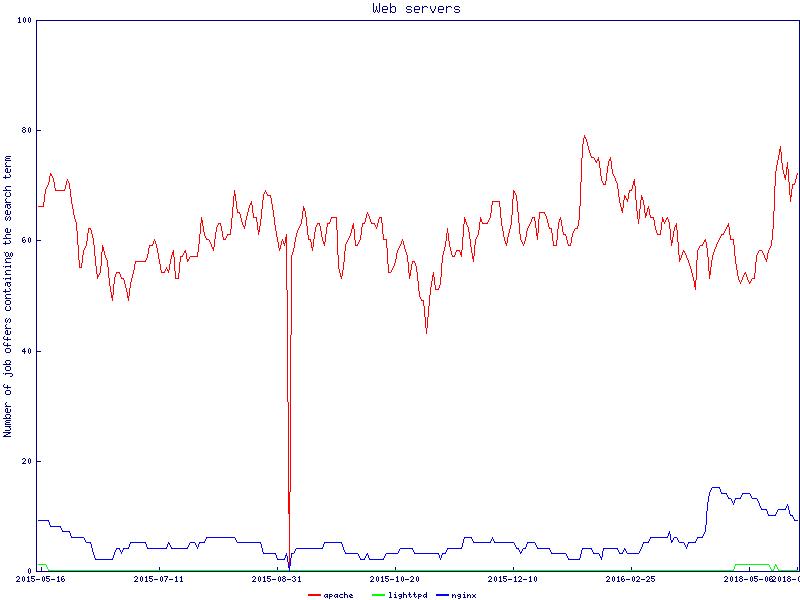 Web servers
Number of job offers containing the search term
100
80
60
40
20
0
2015-05-16 2015-07-11 2015-08-31 2015-10-20 2015-12-10 2016-02-25 2018-05-06 2018-0
apache lighttpd nginx